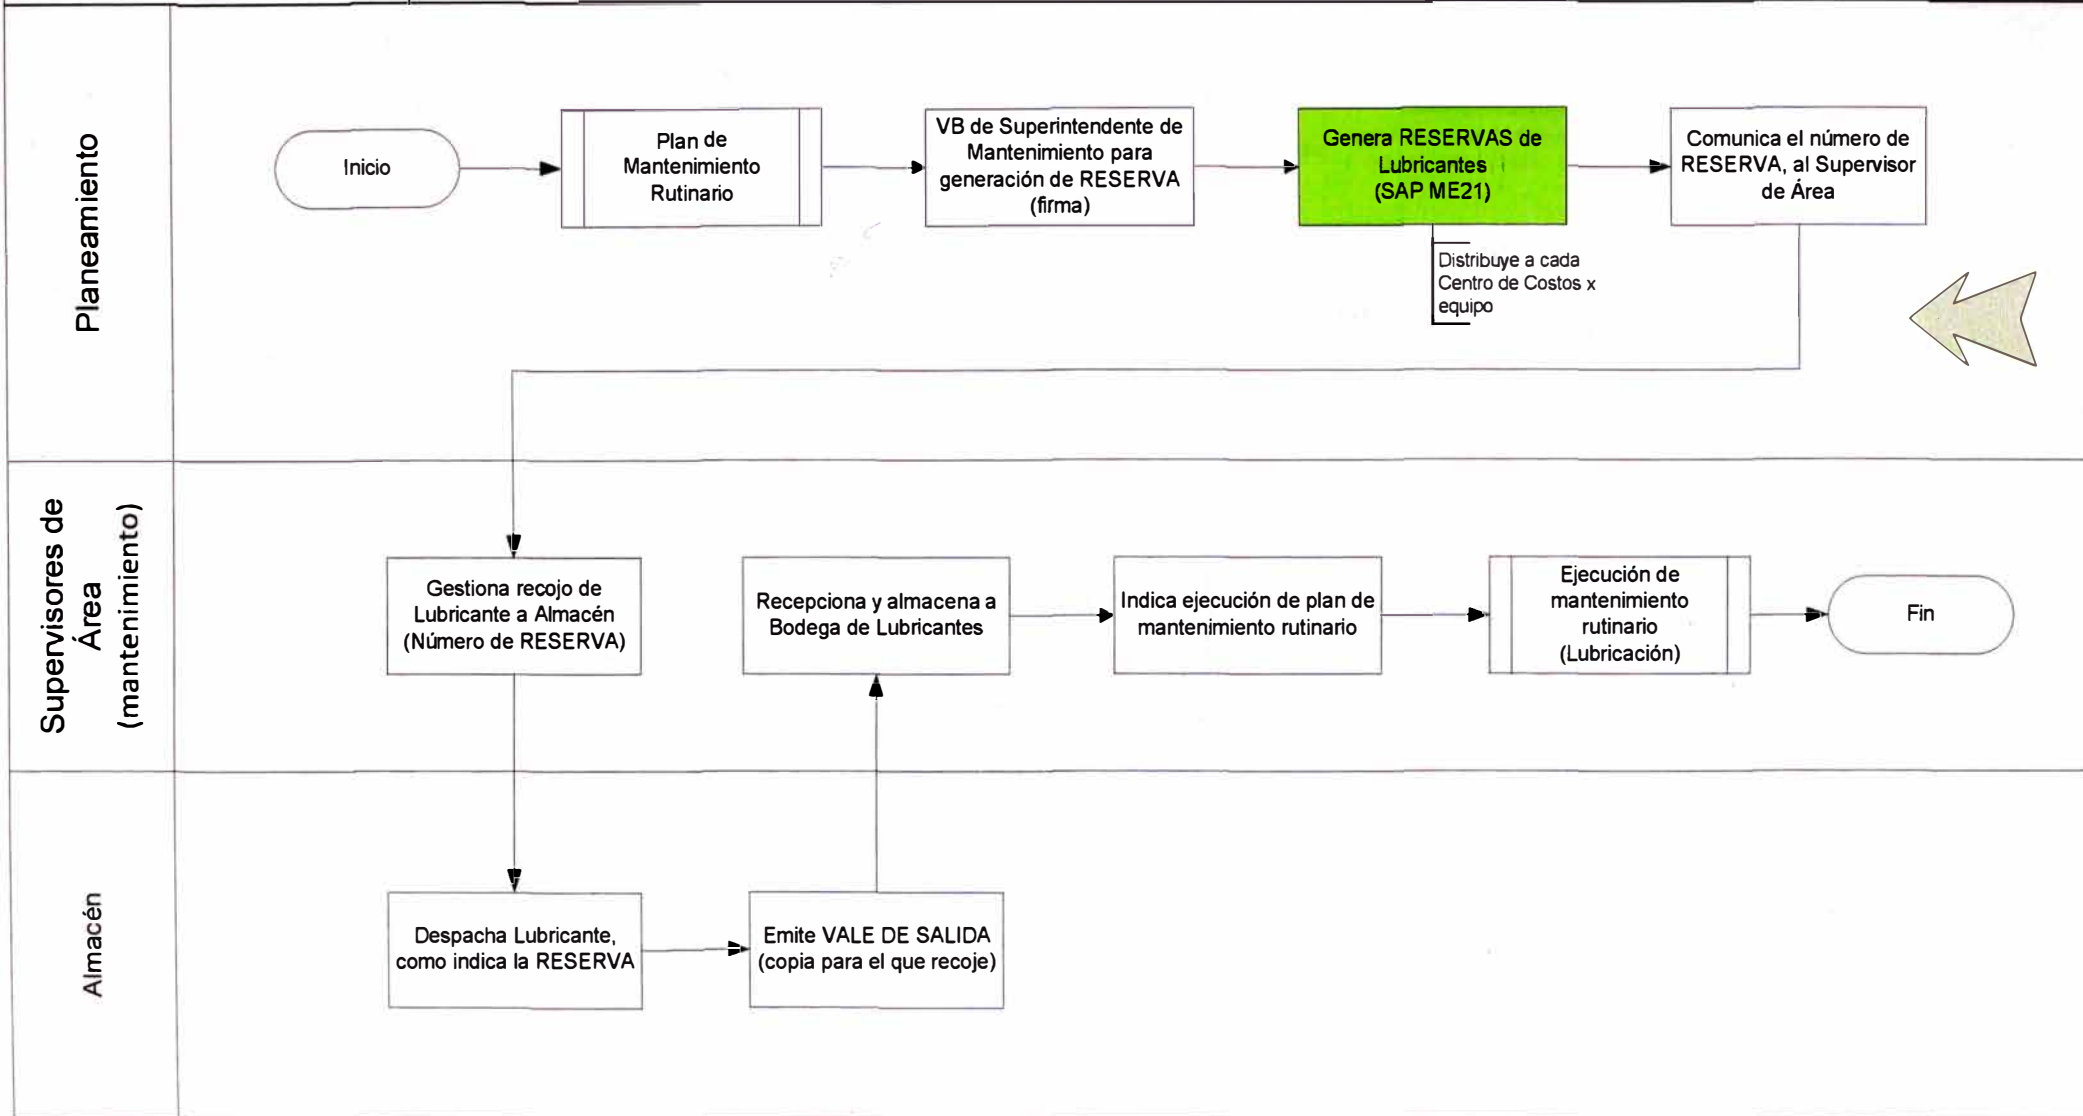 Planeamiento
Inicio
Plan de
Mantenimiento
Rutinario
VB de Superintendente de
Mantenimiento para
generación de RESERVA
(firma)
Genera RESERVAS de
Lubricantes
(SAP ME21)
Comunica el número de
RESERVA, al Supervisor
de Área
Distribuye a cada
Centro de Costos x
equipo
Supervisores de
Área
(mantenimiento)
Gestiona recojo de
Lubricante a Almacén
(Número de RESERVA)
Recepciona y almacena a
Bodega de Lubricantes
Indica ejecución de plan de
mantenimiento rutinario
Ejecución de
mantenimiento
rutinario
(Lubricación)
Fin
Almacén
Despacha Lubricante,
como indica la RESERVA
Emite VALE DE SALIDA
(copia para el que recoje)